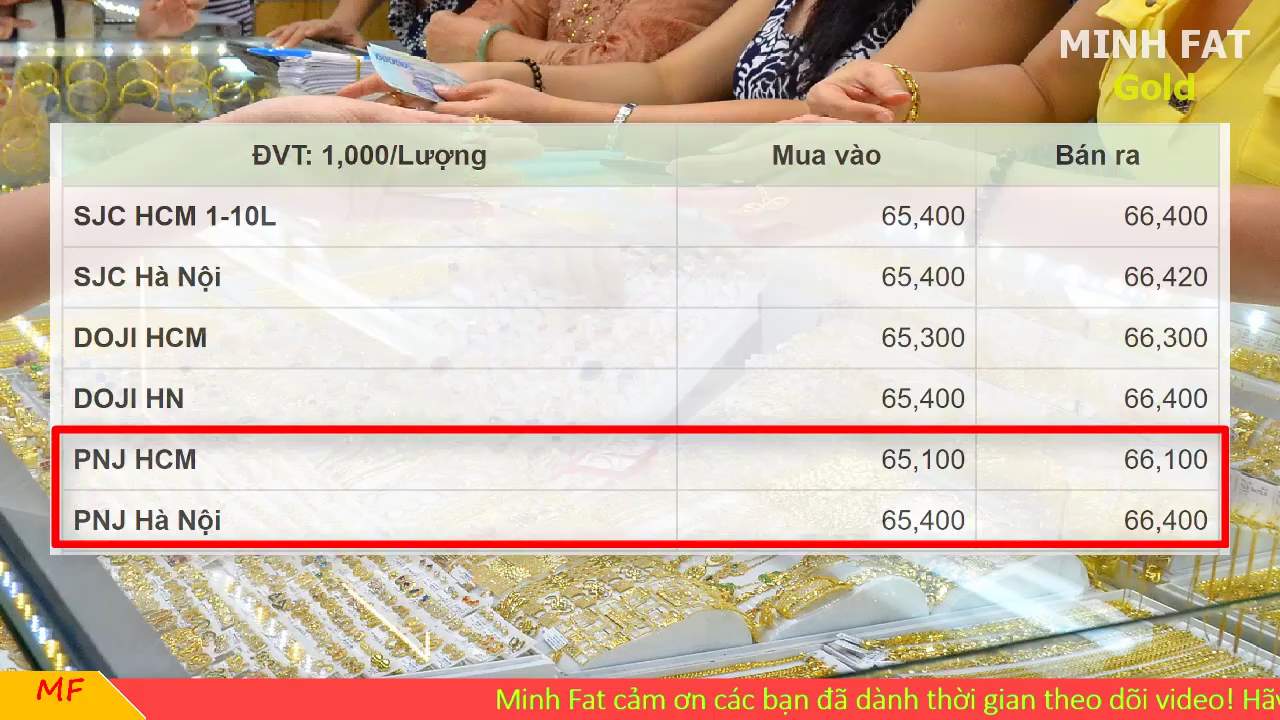 MINH FAT
Gold
ĐVT: 1,000/Lượng Mua vào Bán ra
SJC HCM 1-10L 65,400 66,400
SJC Hà Nội 65,400 66,420
DOJI HCM 65,300 66,300
DOJI HN 65,400 66,400
PNJ HCM 65,100 66,100
PNJ Hà Nội 65,400 66,400
MF Minh Fat cảm ơn các bạn đã dành thời gian theo dõi video! Hãy